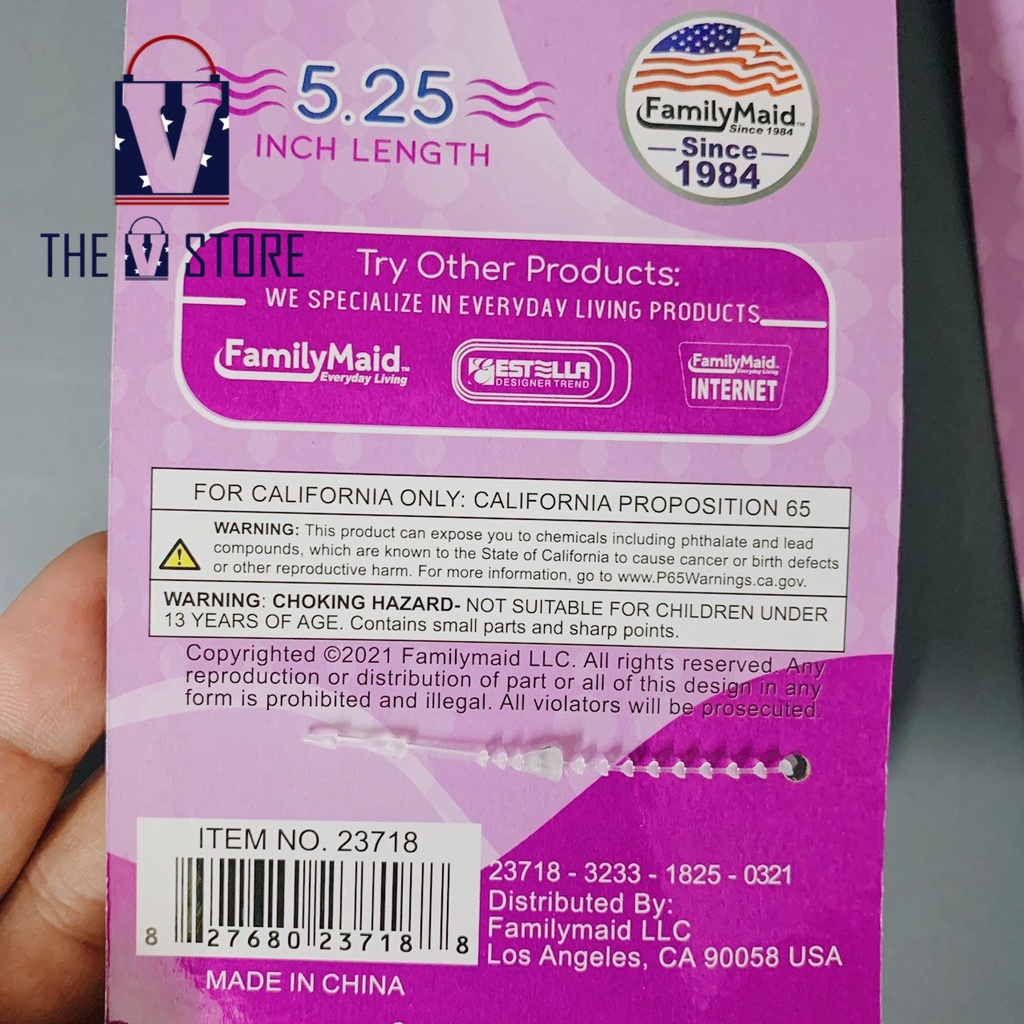 5.25
INCH LENGTH
FamilyMaid™
Since 1984
Since
1984
V
THE V STORE
Try Other Products:
WE SPECIALIZE IN EVERYDAY LIVING PRODUCTS
FamilyMaid™
Everyday Living
ESTELLA
DESIGNER TREND
FamilyMaid™
Everyday Living
INTERNET
FOR CALIFORNIA ONLY: CALIFORNIA PROPOSITION 65
WARNING: This product can expose you to chemicals including phthalate and lead
compounds, which are known to the State of California to cause cancer or birth defects
or other reproductive harm. For more information, go to www.P65Warnings.ca.gov.
WARNING: CHOKING HAZARD- NOT SUITABLE FOR CHILDREN UNDER
13 YEARS OF AGE. Contains small parts and sharp points.
Copyrighted ©2021 Familymaid LLC. All rights reserved. Any
reproduction or distribution of part or all of this design in any
form is prohibited and illegal. All violators will be prosecuted.
ITEM NO. 23718
8 27680 23718 8
MADE IN CHINA
23718 - 3233 - 1825 - 0321
Distributed By:
Familymaid LLC
Los Angeles, CA 90058 USA